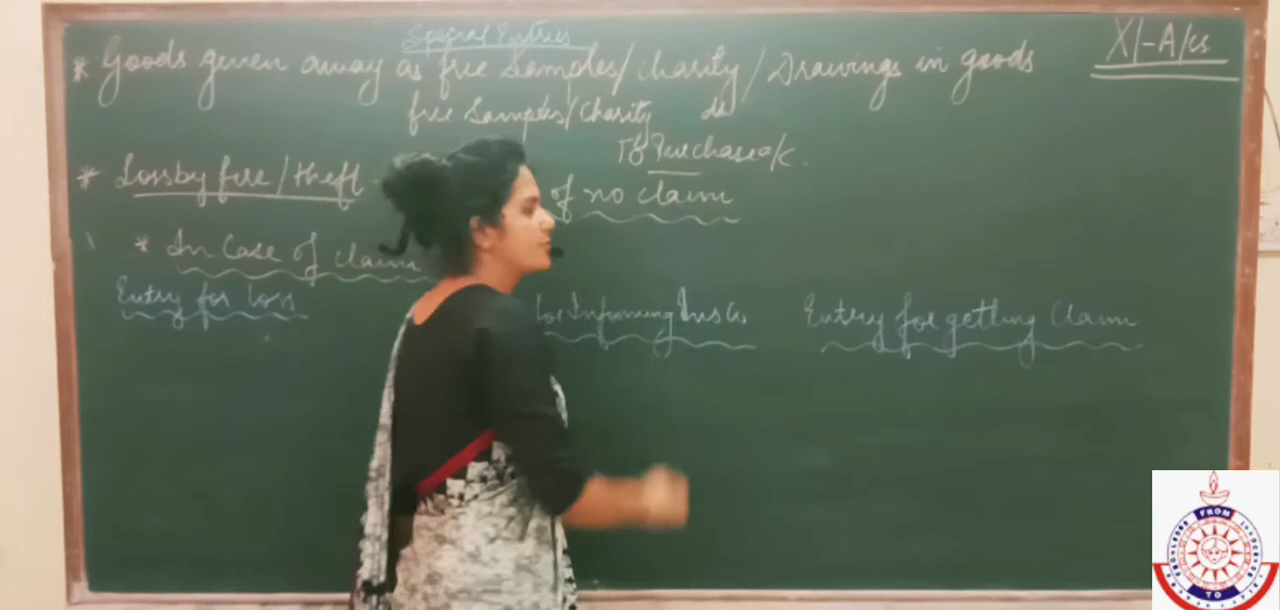 Special Entries
X/-A/cs
* Goods given away as free samples/charity/Drawings in goods
free samples/charity dr
To Purchase a/c.
* Loss by fire/theft of no claim
* In Case of claim
Entry for loss
for Informing Ins Co.
Entry for getting Claim
FROM
TO